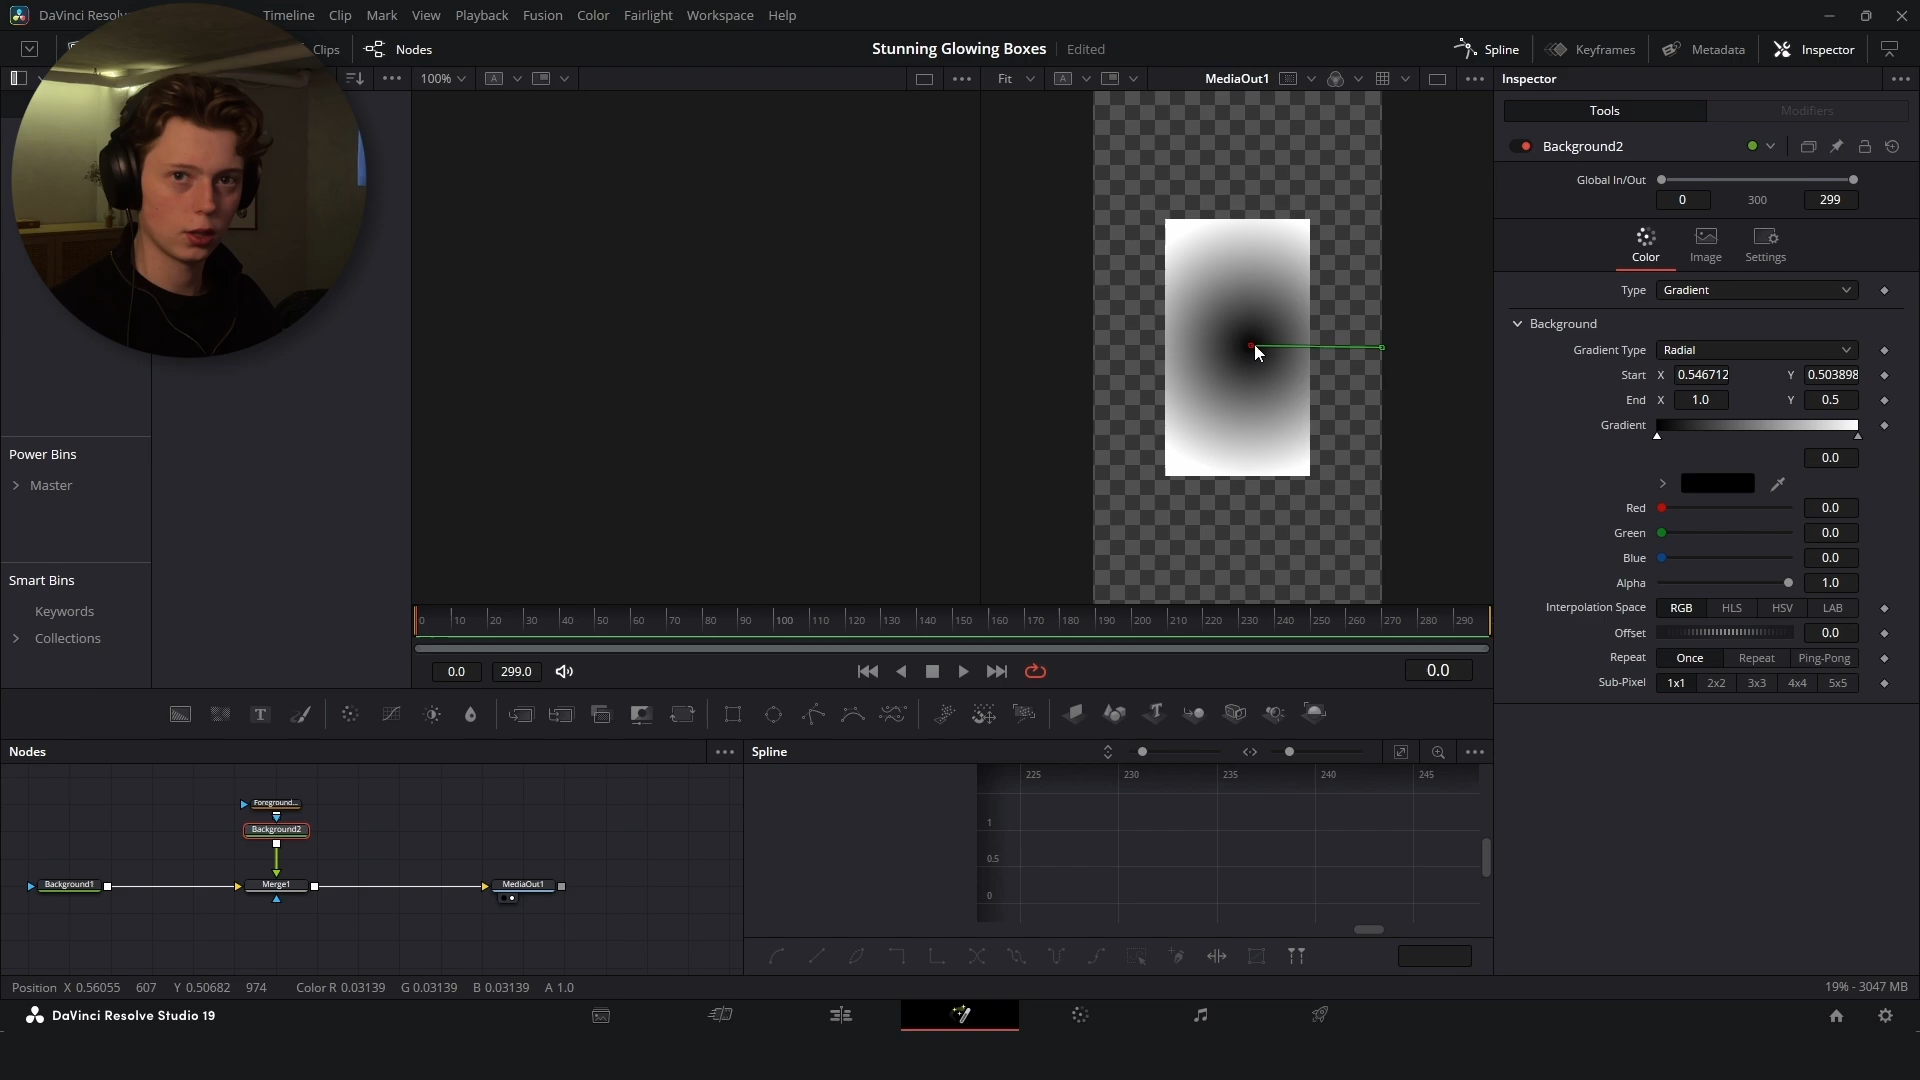 DaVinci Resolv
Timeline
Clip
Mark
View
Playback
Fusion
Color
Fairlight
Workspace
Help
Clips
Nodes
Stunning Glowing Boxes
Edited
Spline
Keyframes
Metadata
Inspector
100%
A
Fit
A
MediaOut1
Inspector
Tools
Modifiers
Background2
Global In/Out
0
300
299
Color
Image
Settings
Type
Gradient
Background
Gradient Type
Radial
Start
X
0.546712
Y
0.503898
End
X
1.0
Y
0.5
Gradient
0.0
Red
0.0
Green
0.0
Blue
0.0
Alpha
1.0
Interpolation Space
RGB
HLS
HSV
LAB
Offset
0.0
Repeat
Once
Repeat
Ping-Pong
Sub-Pixel
1x1
2x2
3x3
4x4
5x5
Power Bins
Master
Smart Bins
Keywords
Collections
0 10 20 30 40 50 60 70 80 90 100 110 120 130 140 150 160 170 180 190 200 210 220 230 240 250 260 270 280 290
0.0
299.0
0.0
Nodes
Foreground...
Background2
Background1
Merge1
MediaOut1
Spline
225 230 235 240 245
1
0.5
0
Position X 0.56055 607 Y 0.50682 974 Color R 0.03139 G 0.03139 B 0.03139 A 1.0
19% - 3047 MB
DaVinci Resolve Studio 19